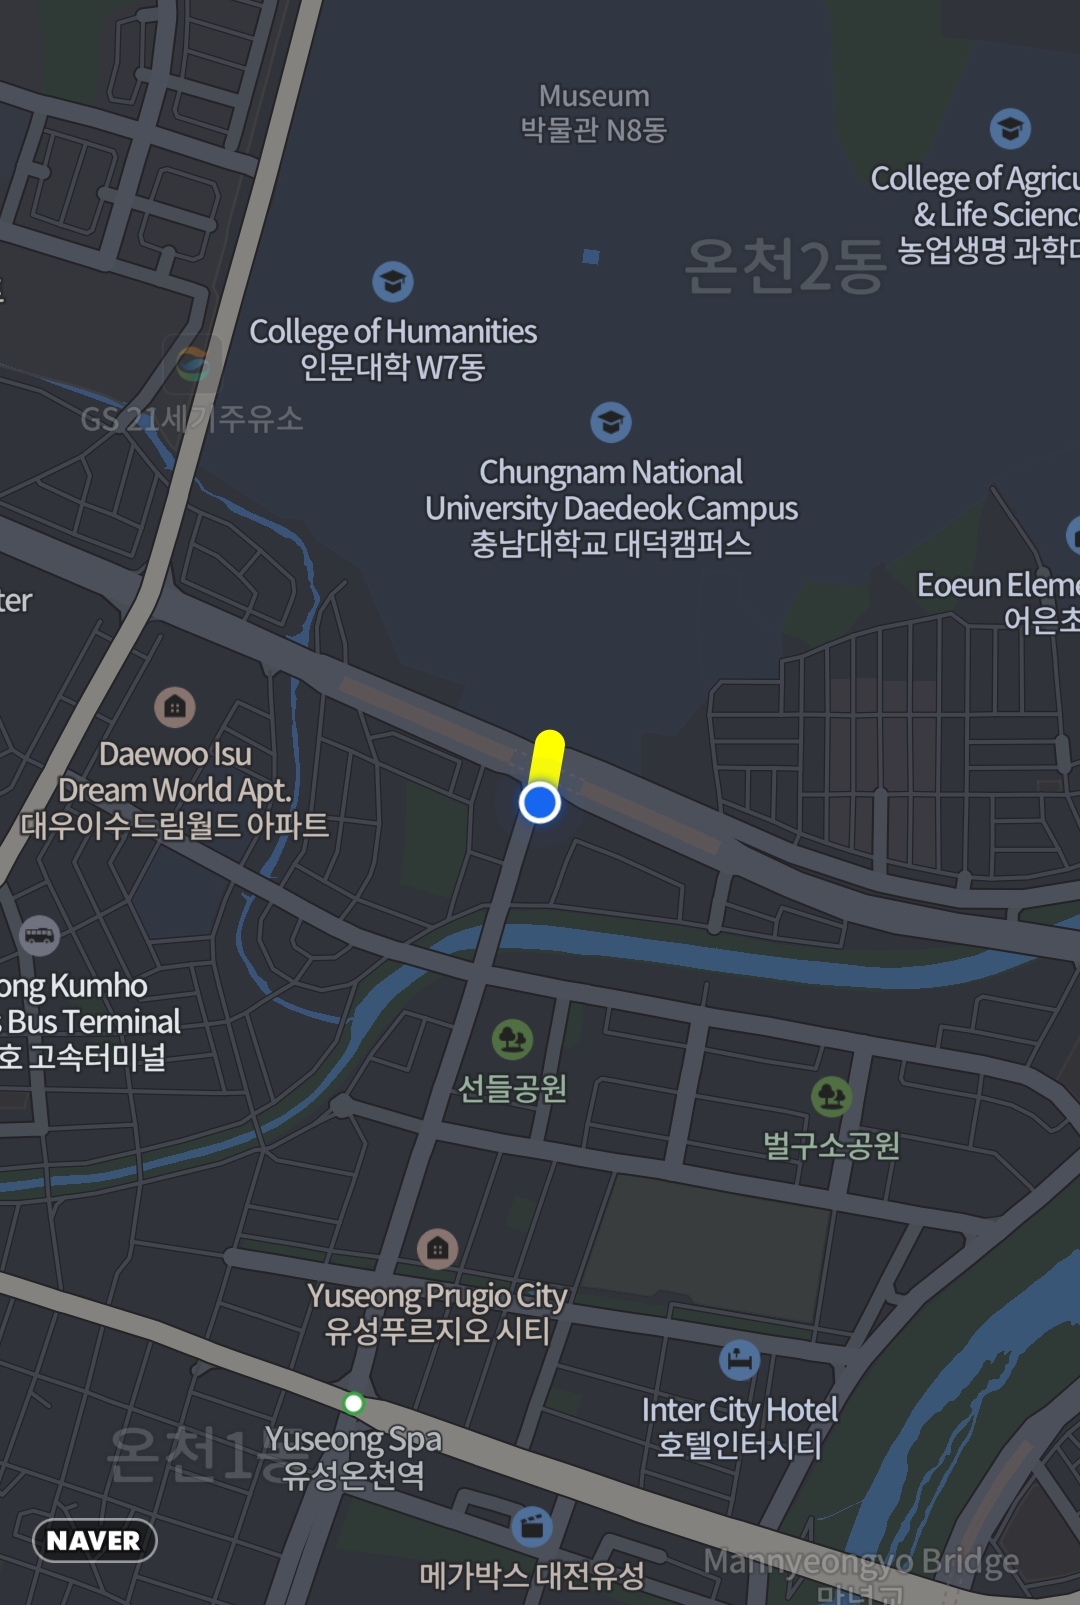 Museum
박물관 N8동
College of Agricu
& Life Scienc
농업생명 과학대
온천2동
College of Humanities
인문대학 W7동
GS 21세기주유소
Chungnam National
University Daedeok Campus
충남대학교 대덕캠퍼스
ter
Eoeun Eleme
어은초
Daewoo Isu
Dream World Apt.
대우이수드림월드 아파트
ong Kumho
s Bus Terminal
호 고속터미널
선들공원
벌구소공원
Yuseong Prugio City
유성푸르지오 시티
Inter City Hotel
호텔인터시티
온천1동
Yuseong Spa
유성온천역
NAVER
메가박스 대전유성
Mannyeongyo Bridge
만년교